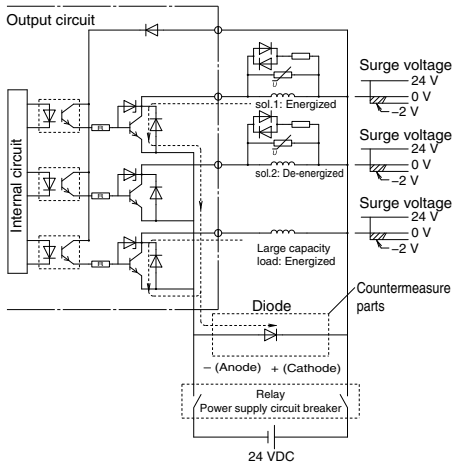 Output circuit
Internal circuit
Surge voltage
24 V
0 V
–2 V
sol.1: Energized
Surge voltage
24 V
0 V
–2 V
sol.2: De-energized
Surge voltage
24 V
0 V
–2 V
Large capacity
load: Energized
Countermeasure
parts
Diode
– (Anode) + (Cathode)
Relay
Power supply circuit breaker
24 VDC